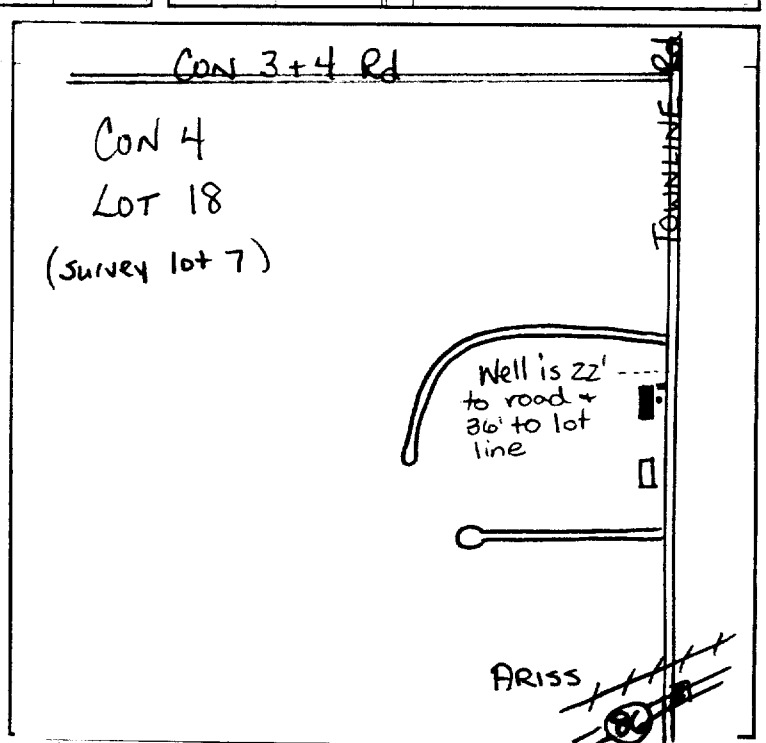 CON 3+4 Rd
TOWNLINE Rd
CON 4
LOT 18
(survey lot 7)
Well is 22'
to road +
36' to lot
line
ARISS
86